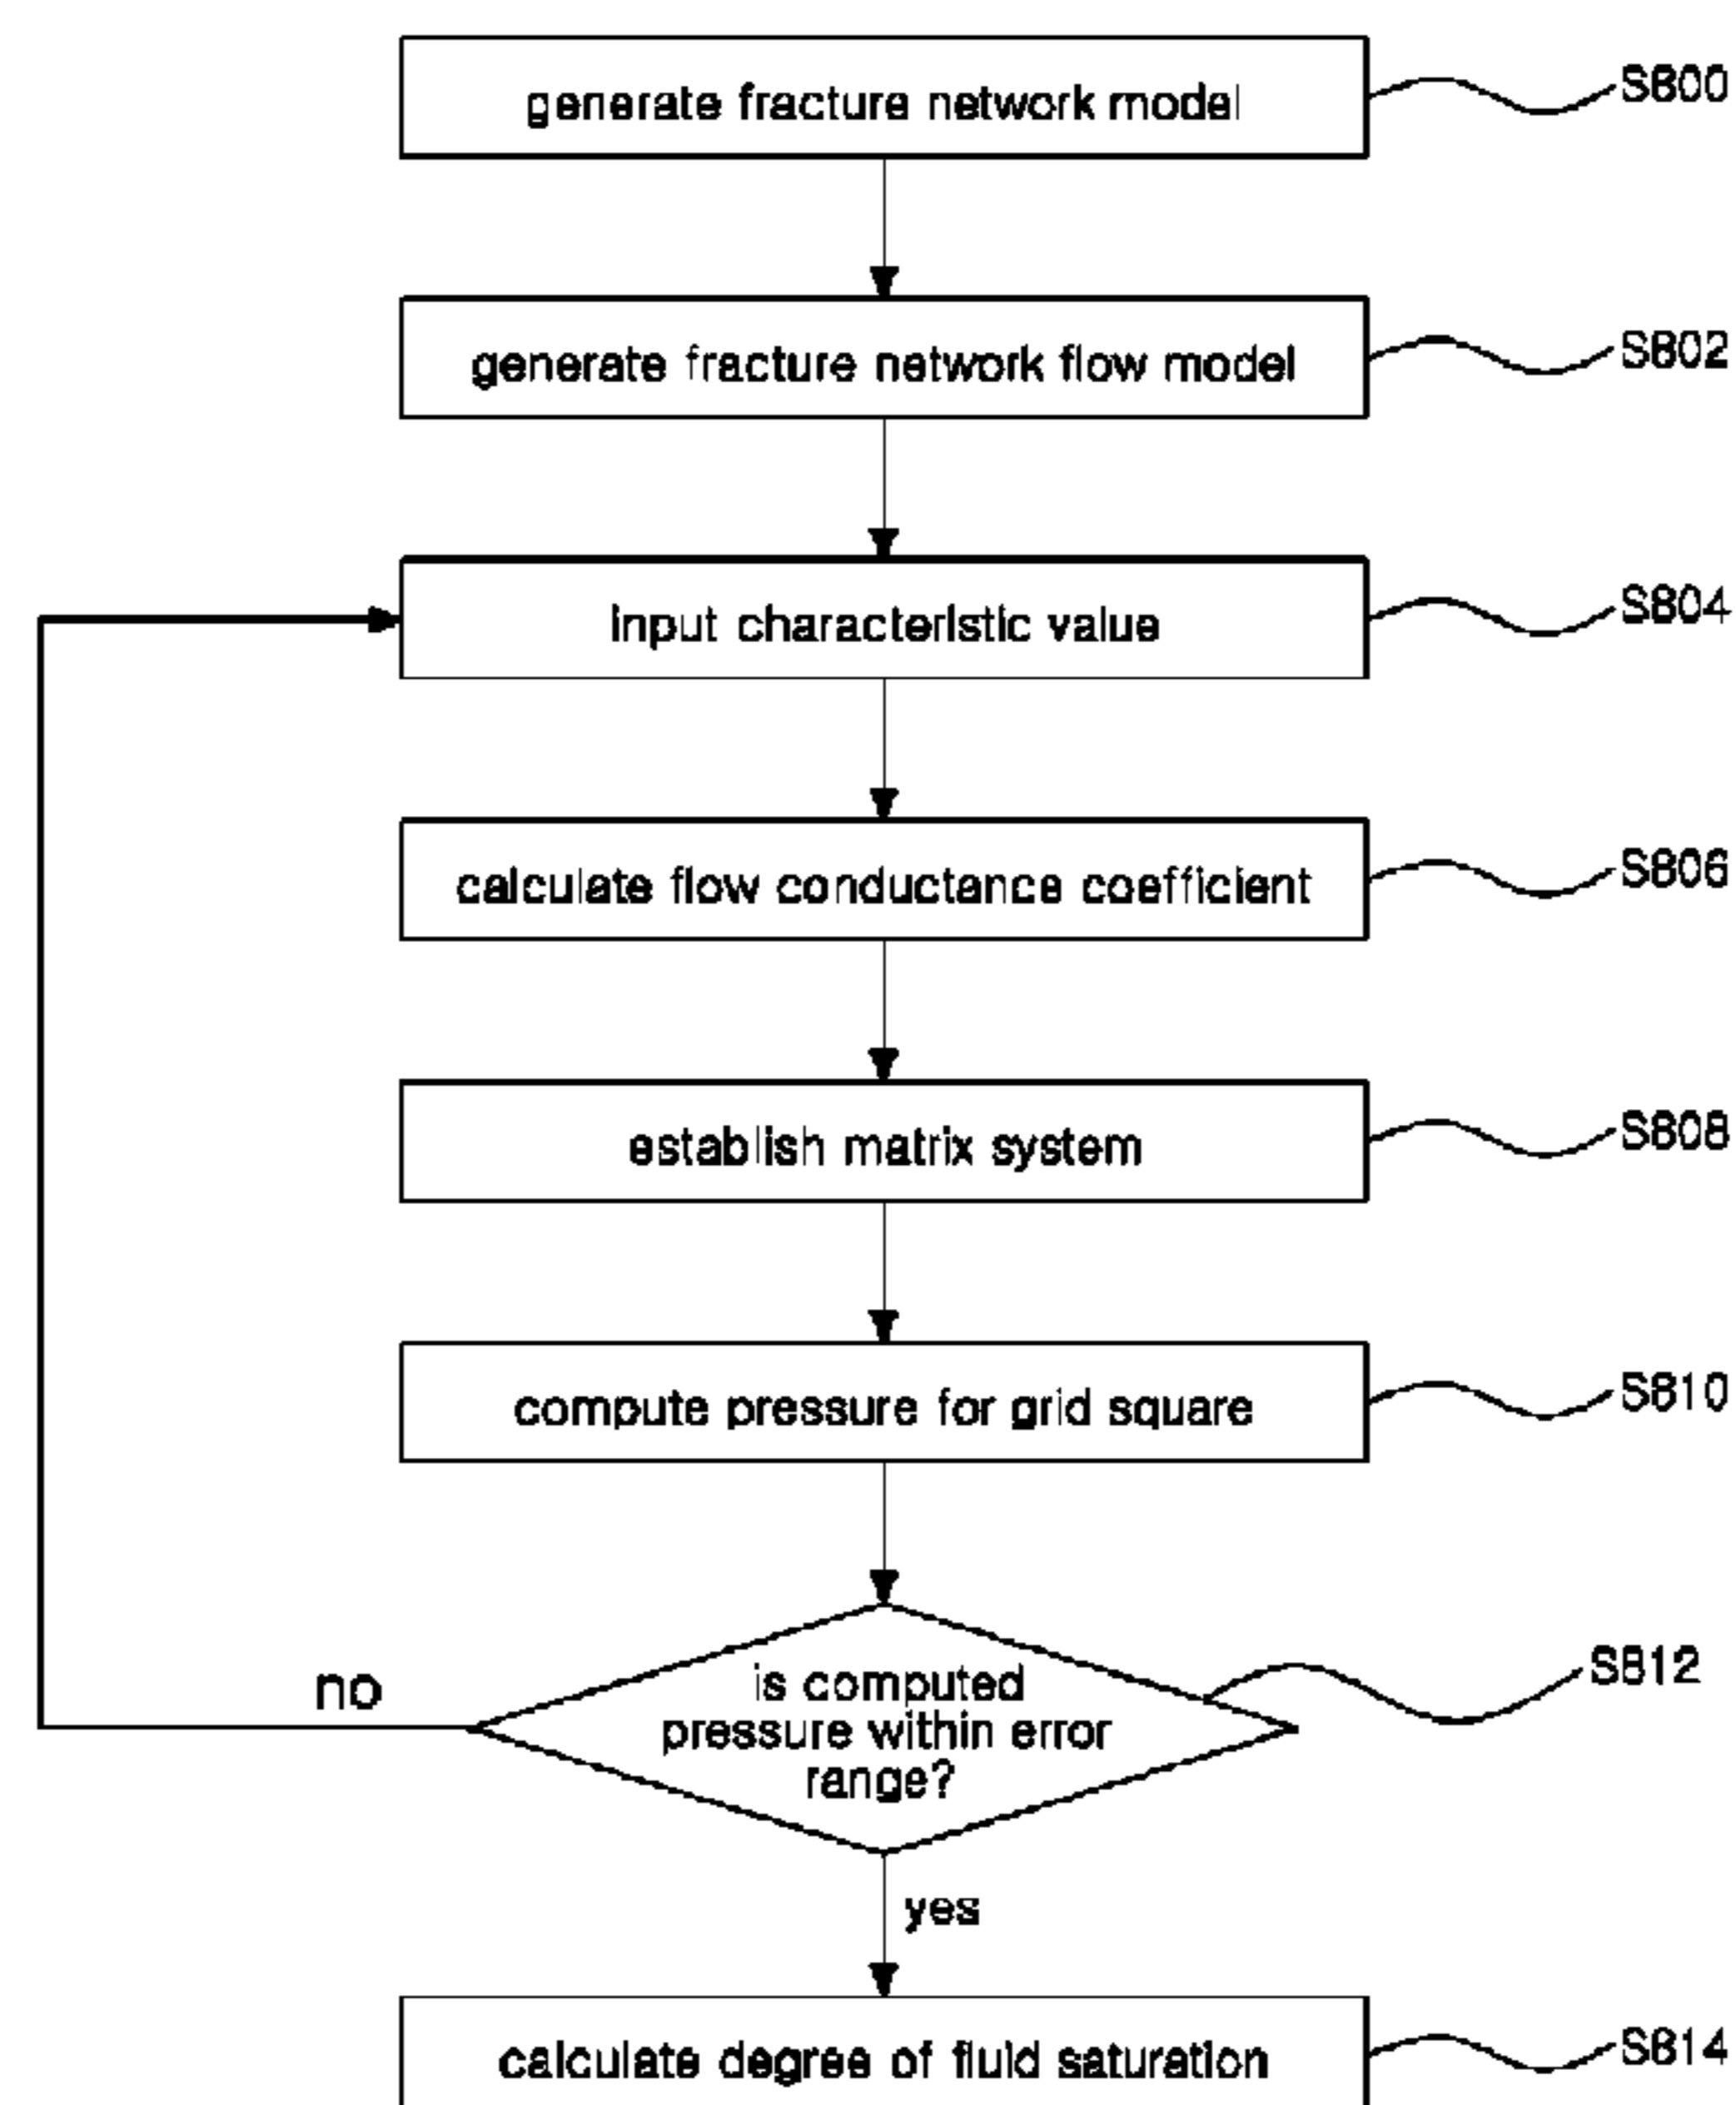 generate fracture network model
S800
generate fracture network flow model
S802
input characteristic value
S804
calculate flow conductance coefficient
S806
establish matrix system
S808
compute pressure for grid square
S810
is computed
pressure within error
range?
S812
no
yes
calculate degree of fluid saturation
S814